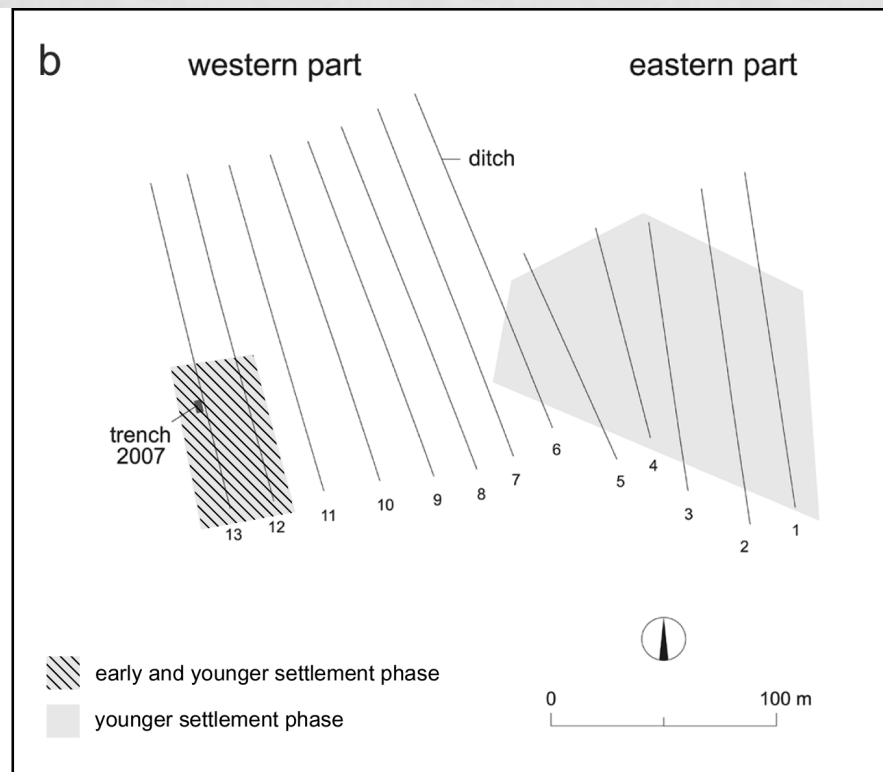 b
western part
eastern part
ditch
trench
2007
13
12
11
10
9
8
7
6
5
4
3
2
1
early and younger settlement phase
younger settlement phase
0
100 m